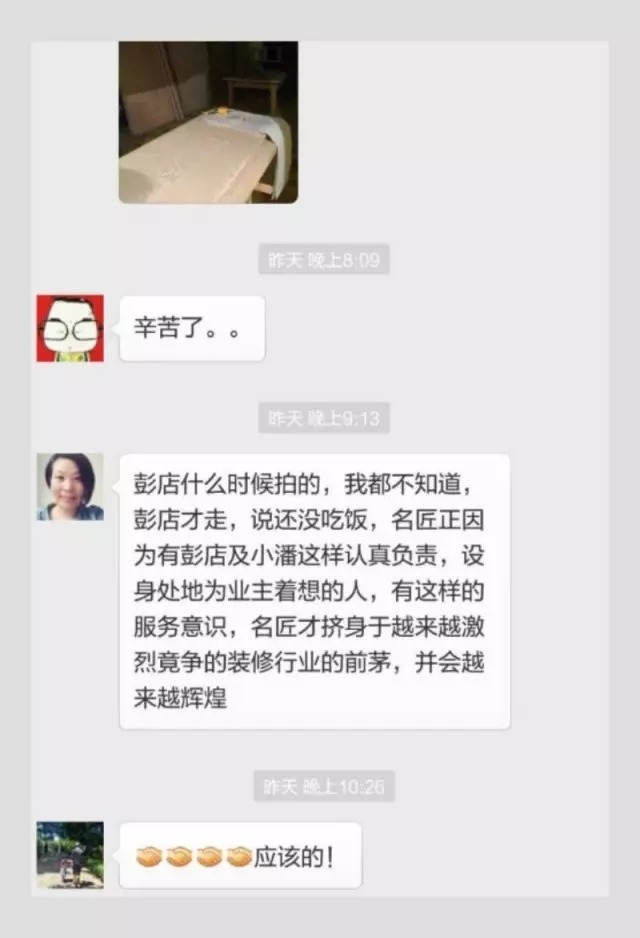 昨天 晚上8:09
辛苦了。。
昨天 晚上9:13
彭店什么时候拍的，我都不知道，
彭店才走，说还没吃饭，名匠正因
为有彭店及小潘这样认真负责，设
身处地为业主着想的人，有这样的
服务意识，名匠才挤身于越来越激
烈竟争的装修行业的前茅，并会越
来越辉煌
昨天 晚上10:26
🤝🤝🤝🤝应该的！